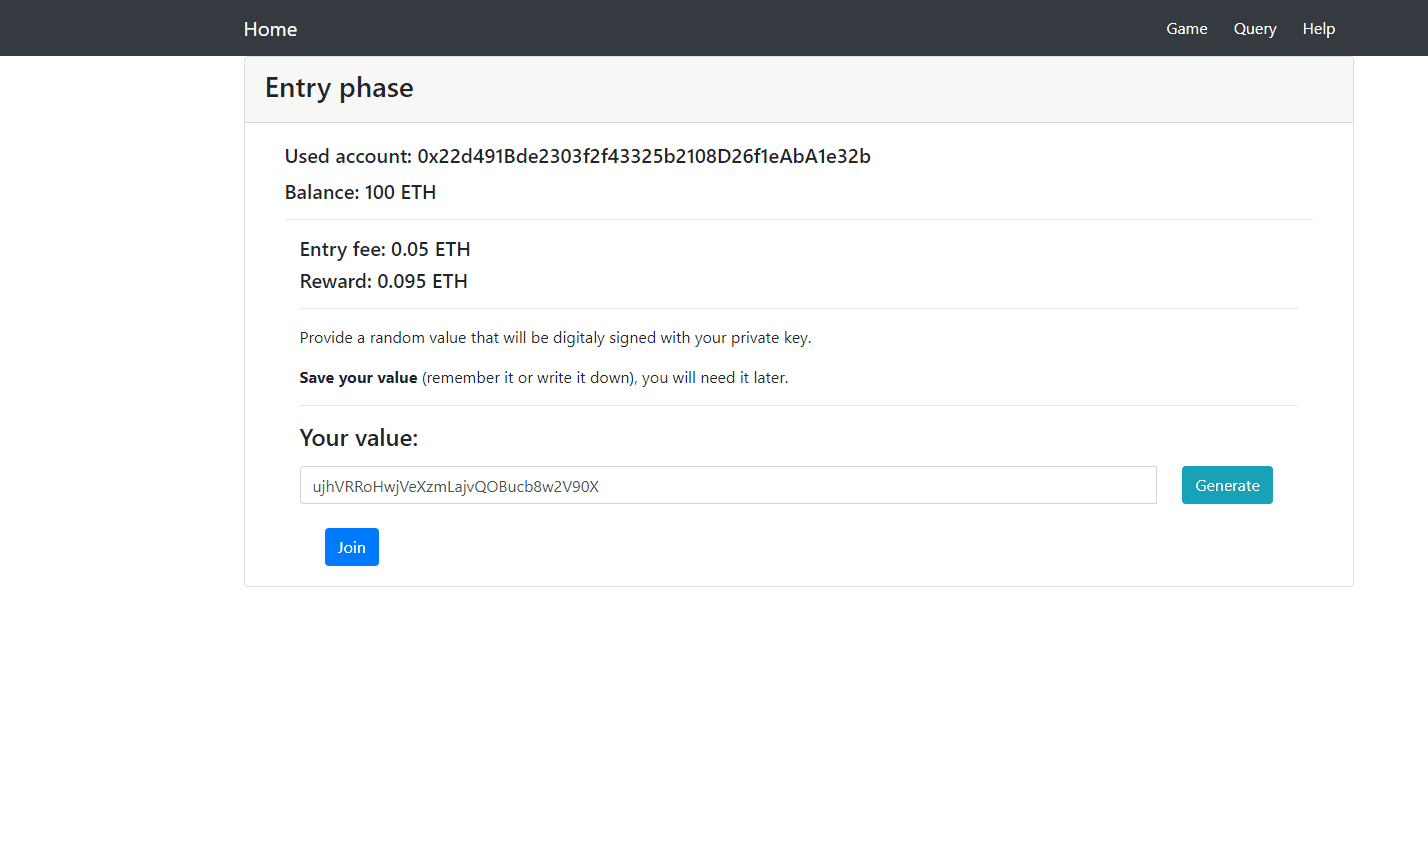 Home Game Query Help
Entry phase
Used account: 0x22d491Bde2303f2f43325b2108D26f1eAbA1e32b
Balance: 100 ETH
Entry fee: 0.05 ETH
Reward: 0.095 ETH
Provide a random value that will be digitaly signed with your private key.
Save your value (remember it or write it down), you will need it later.
Your value:
ujhVRRoHwjVeXzmLajvQOBucb8w2V90X Generate
Join